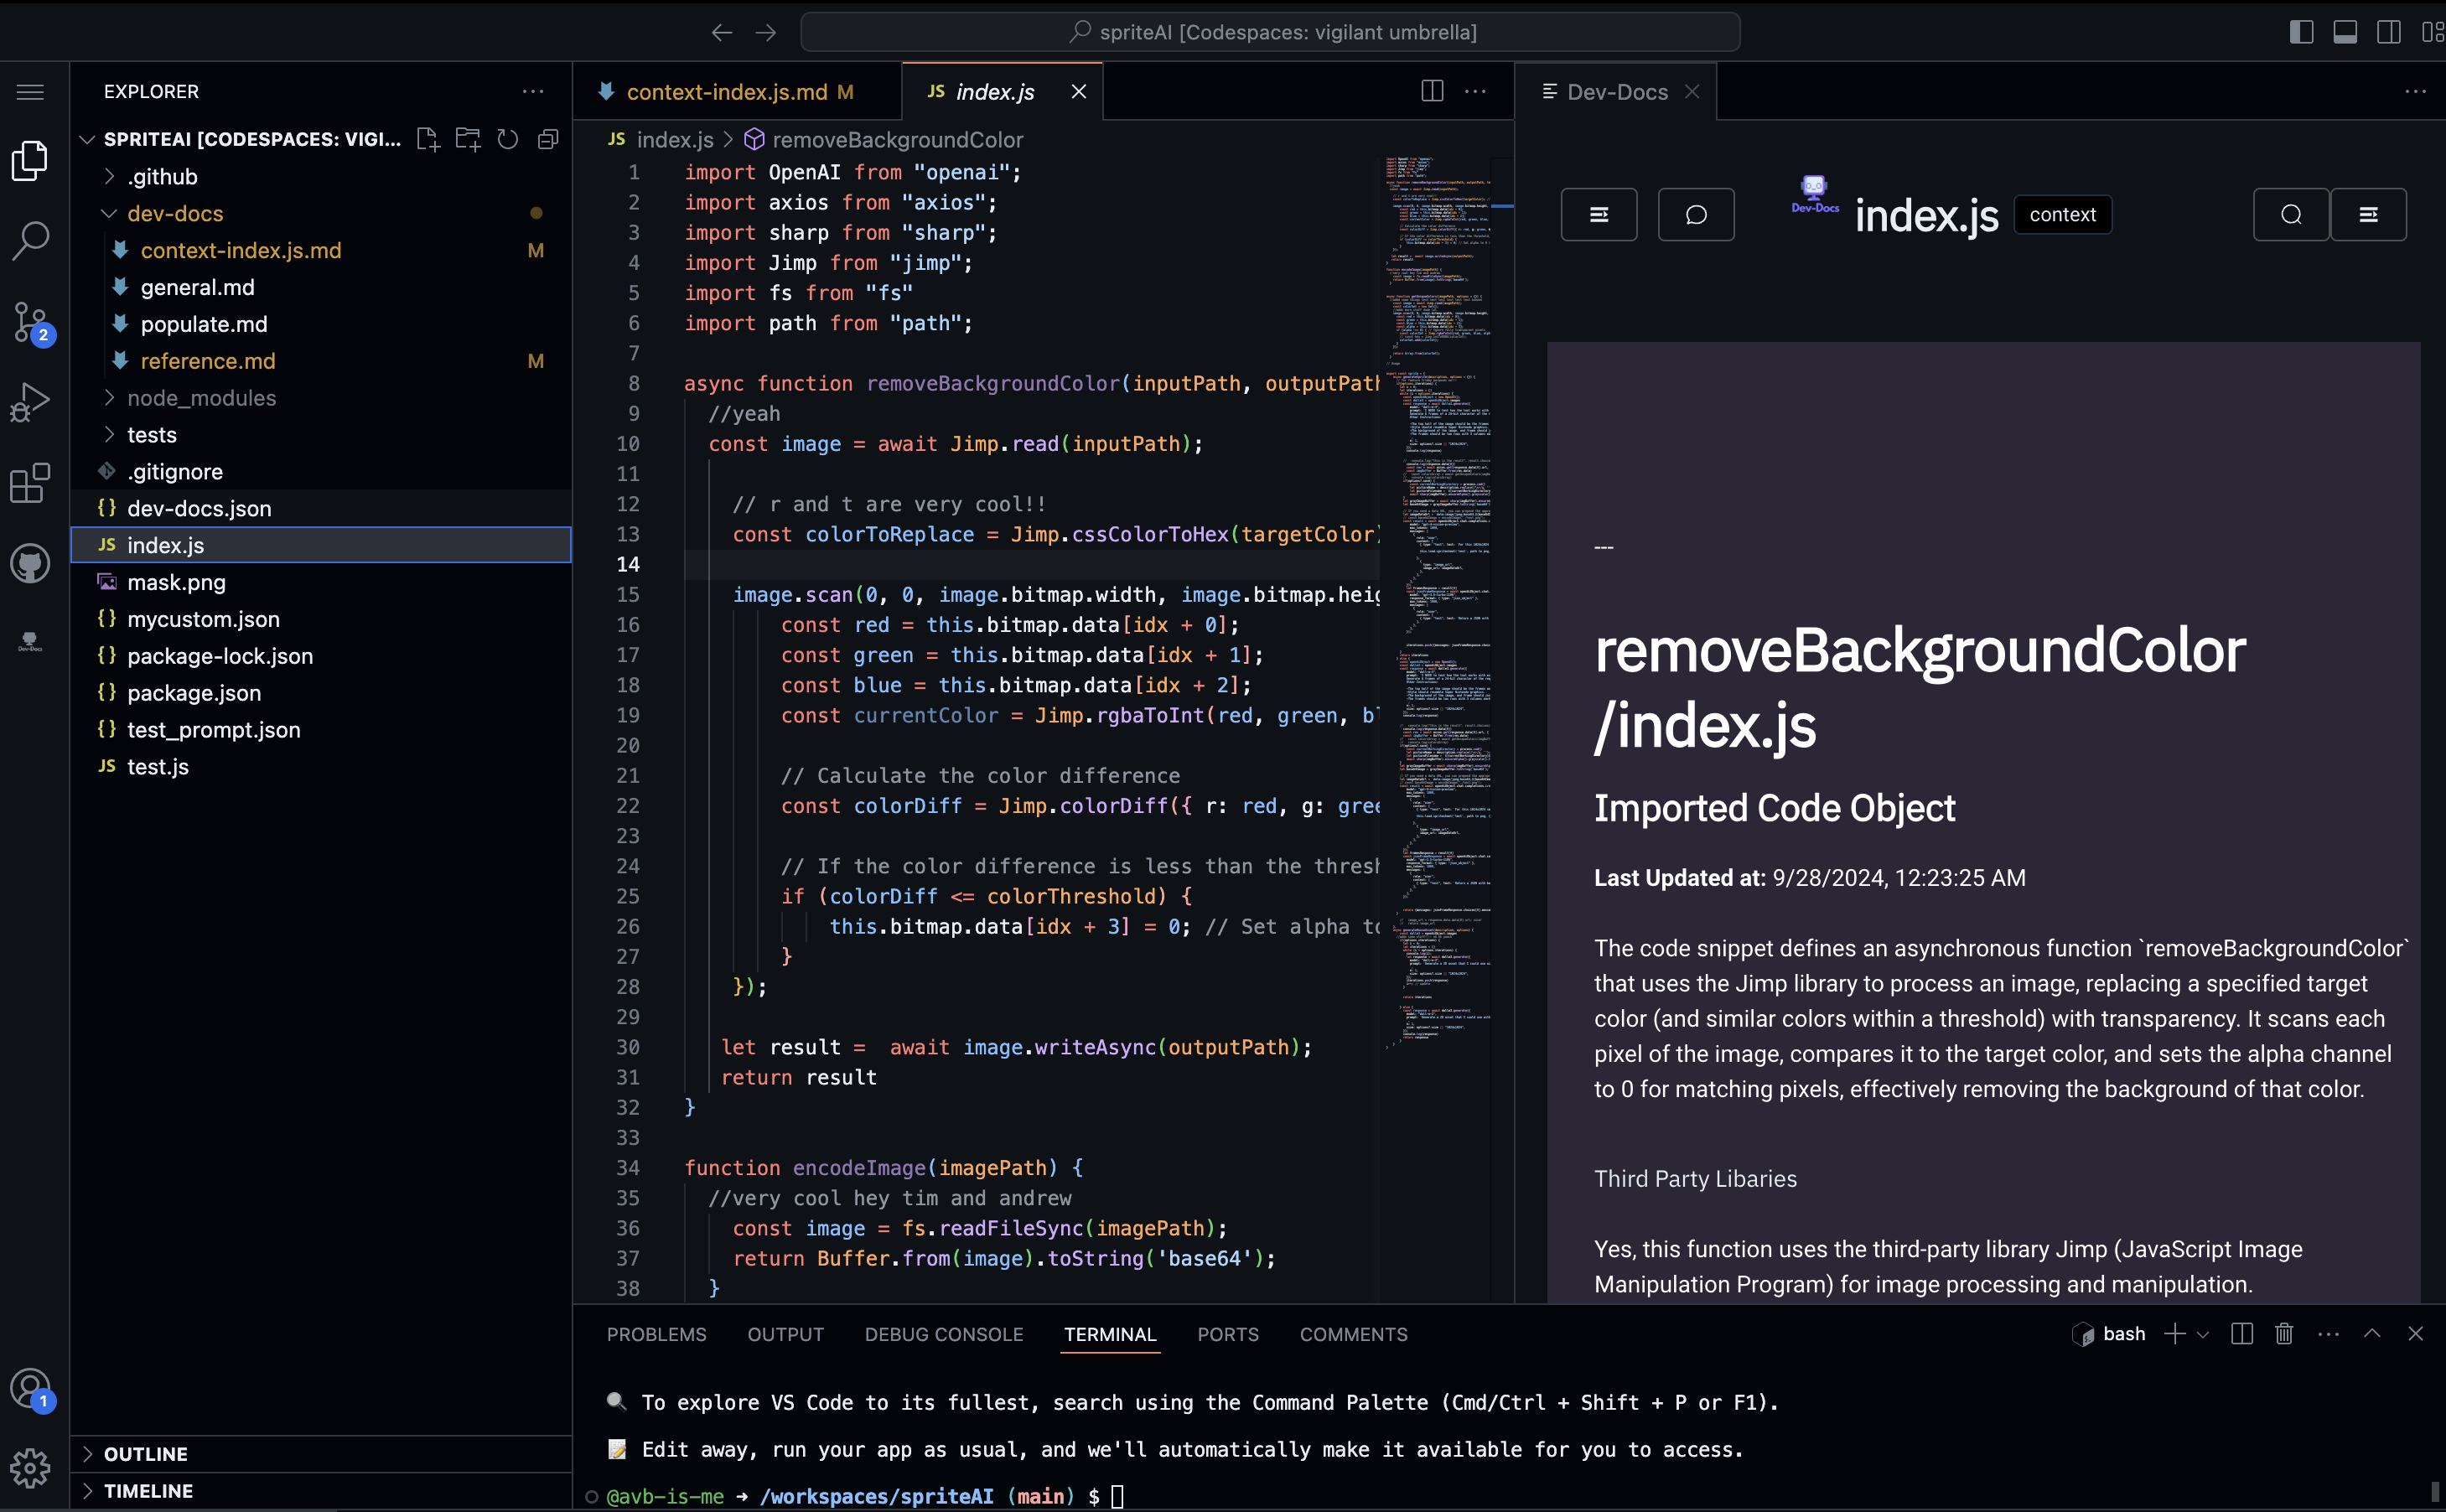 spriteAI [Codespaces: vigilant umbrella]
EXPLORER
SPRITEAI [CODESPACES: VIGI...
.github
dev-docs
context-index.js.md M
general.md
populate.md
reference.md M
node_modules
tests
.gitignore
dev-docs.json
JS index.js
mask.png
mycustom.json
package-lock.json
package.json
test_prompt.json
JS test.js
OUTLINE
TIMELINE
2
Dev-Docs
1
context-index.js.md M
JS index.js
JS index.js > removeBackgroundColor
1 import OpenAI from "openai";
2 import axios from "axios";
3 import sharp from "sharp";
4 import Jimp from "jimp";
5 import fs from "fs"
6 import path from "path";
7
8 async function removeBackgroundColor(inputPath, outputPath
9 //yeah
10 const image = await Jimp.read(inputPath);
11
12 // r and t are very cool!!
13 const colorToReplace = Jimp.cssColorToHex(targetColor)
14
15 image.scan(0, 0, image.bitmap.width, image.bitmap.heig
16 const red = this.bitmap.data[idx + 0];
17 const green = this.bitmap.data[idx + 1];
18 const blue = this.bitmap.data[idx + 2];
19 const currentColor = Jimp.rgbaToInt(red, green, bl
20
21 // Calculate the color difference
22 const colorDiff = Jimp.colorDiff({ r: red, g: gree
23
24 // If the color difference is less than the thresh
25 if (colorDiff <= colorThreshold) {
26 this.bitmap.data[idx + 3] = 0; // Set alpha to
27 }
28 });
29
30 let result =  await image.writeAsync(outputPath);
31 return result
32 }
33
34 function encodeImage(imagePath) {
35 //very cool hey tim and andrew
36 const image = fs.readFileSync(imagePath);
37 return Buffer.from(image).toString('base64');
38 }
Dev-Docs
Dev-Docs
index.js context
---
removeBackgroundColor
/index.js
Imported Code Object
Last Updated at: 9/28/2024, 12:23:25 AM
The code snippet defines an asynchronous function `removeBackgroundColor`
that uses the Jimp library to process an image, replacing a specified target
color (and similar colors within a threshold) with transparency. It scans each
pixel of the image, compares it to the target color, and sets the alpha channel
to 0 for matching pixels, effectively removing the background of that color.
Third Party Libaries
Yes, this function uses the third-party library Jimp (JavaScript Image
Manipulation Program) for image processing and manipulation.
PROBLEMS OUTPUT DEBUG CONSOLE TERMINAL PORTS COMMENTS
bash
To explore VS Code to its fullest, search using the Command Palette (Cmd/Ctrl + Shift + P or F1).
Edit away, run your app as usual, and we'll automatically make it available for you to access.
@avb-is-me → /workspaces/spriteAI (main) $